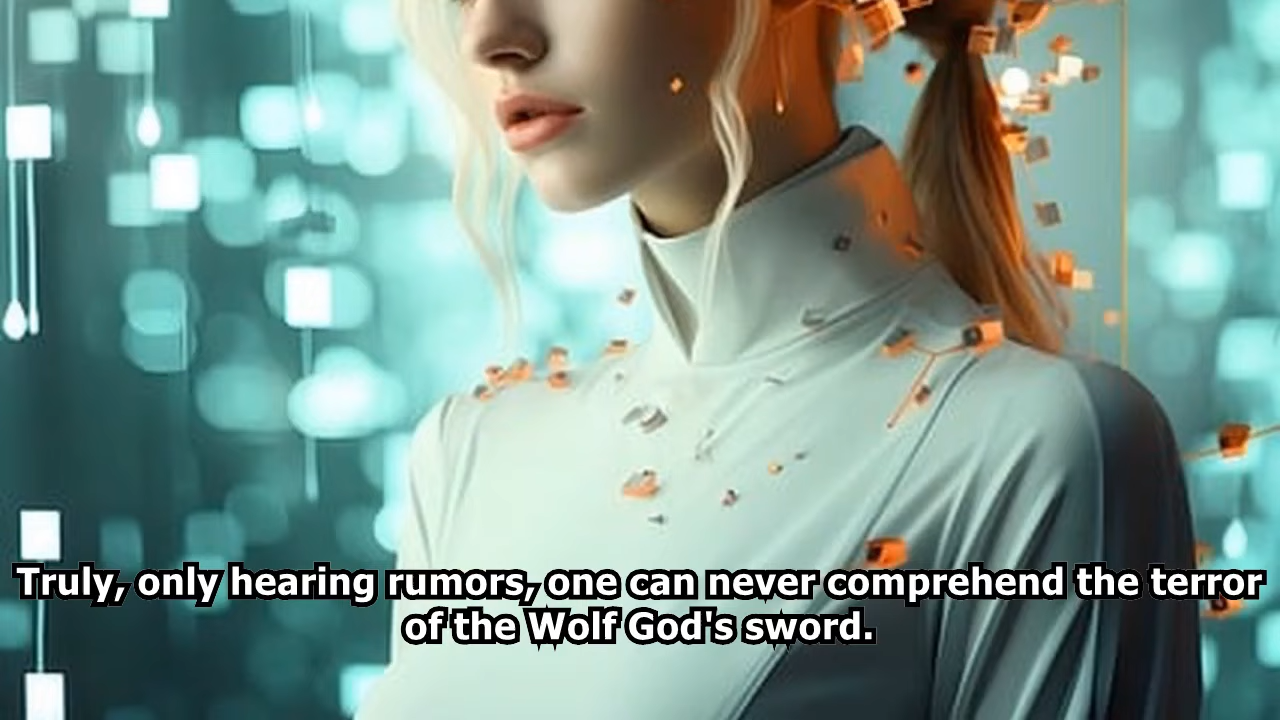 Truly, only hearing rumors, one can never comprehend the terror
of the Wolf God's sword.